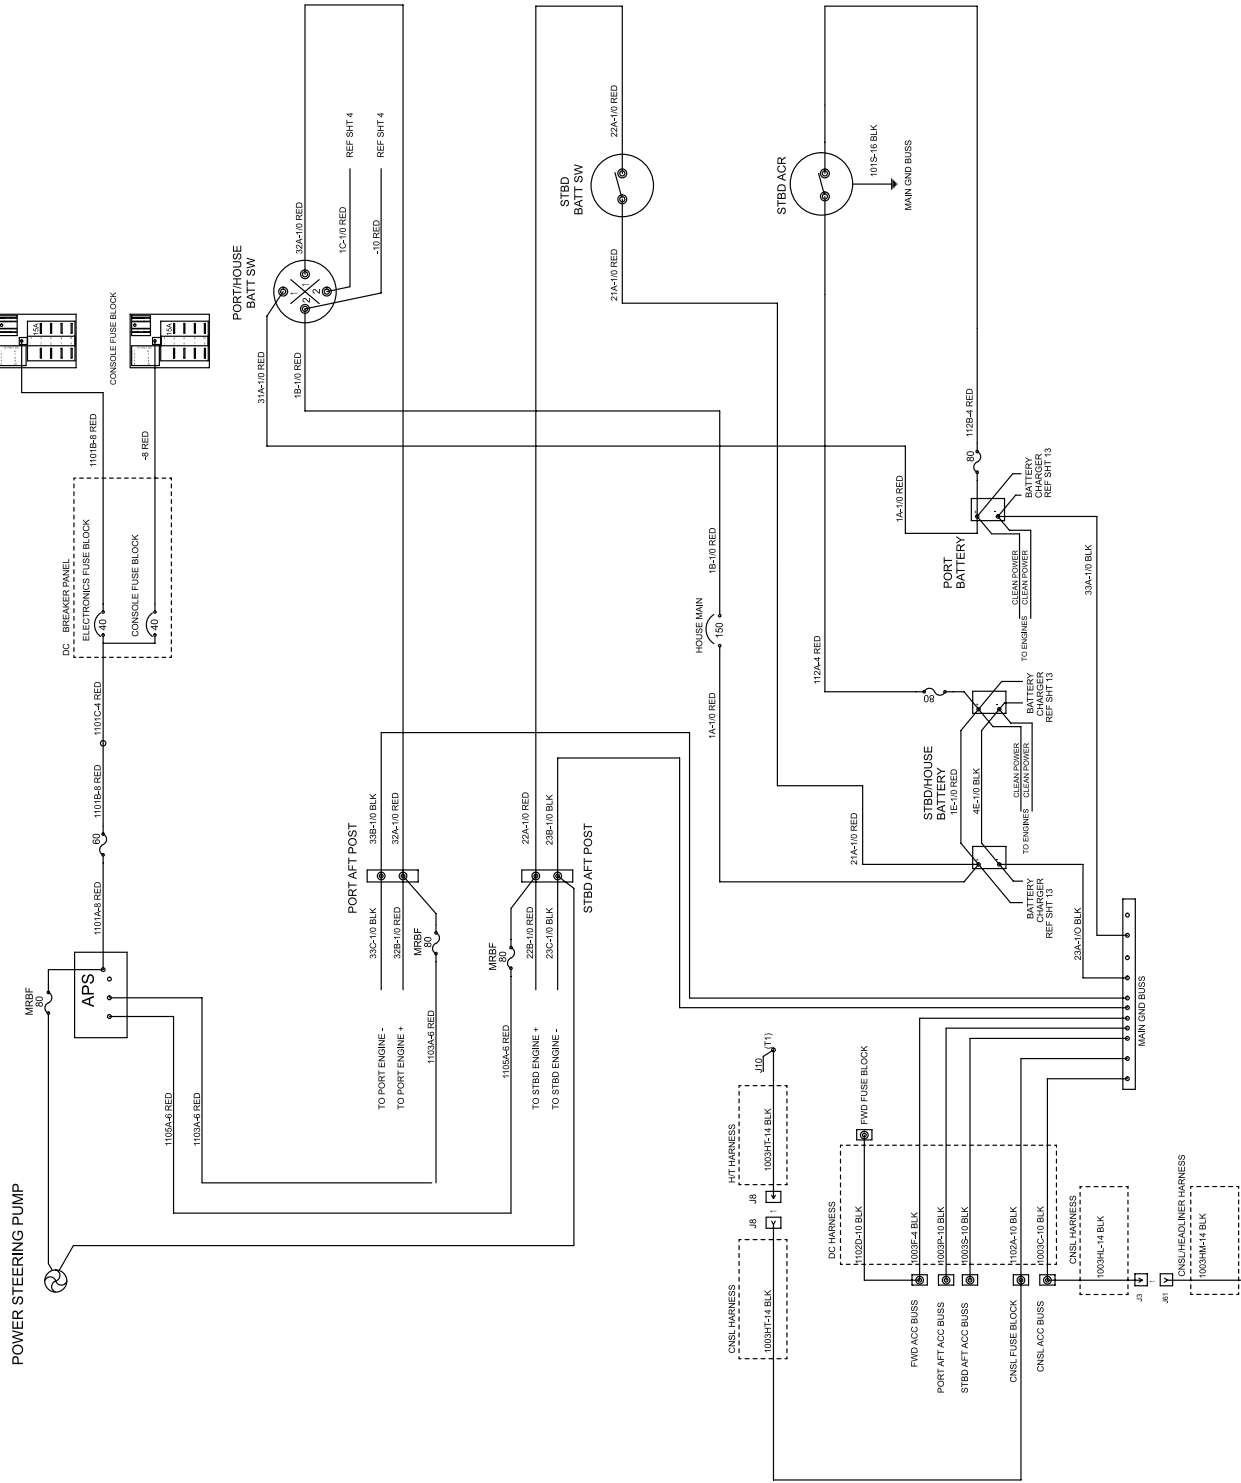 POWER STEERING PUMP
MRBF
80
APS
1105A-6 RED
1103A-6 RED
1101A-8 RED
60
1101B-8 RED
1101C-4 RED
DC BREAKER PANEL
ELECTRONICS FUSE BLOCK
40
CONSOLE FUSE BLOCK
40
1101B-8 RED
-8 RED
15A
CONSOLE FUSE BLOCK
15A
PORT/HOUSE
BATT SW
1
1
2
2
31A-1/0 RED
1B-1/0 RED
32A-1/0 RED
1C-1/0 RED
REF SHT 4
-10 RED
REF SHT 4
PORT AFT POST
33B-1/0 BLK
32A-1/0 RED
33C-1/0 BLK
32B-1/0 RED
MRBF
80
TO PORT ENGINE -
TO PORT ENGINE +
1103A-6 RED
STBD AFT POST
22A-1/0 RED
23B-1/0 BLK
22B-1/0 RED
23C-1/0 BLK
MRBF
80
1105A-6 RED
TO STBD ENGINE +
TO STBD ENGINE -
STBD
BATT SW
22A-1/0 RED
21A-1/0 RED
STBD ACR
101S-16 BLK
MAIN GND BUSS
112B-4 RED
80
112A-4 RED
80
HOUSE MAIN
150
1B-1/0 RED
1A-1/0 RED
1A-1/0 RED
PORT
BATTERY
+
-
BATTERY
CHARGER
REF SHT 13
CLEAN POWER
CLEAN POWER
TO ENGINES
33A-1/0 BLK
STBD/HOUSE
BATTERY
1E-1/0 RED
4E-1/0 BLK
+
-
BATTERY
CHARGER
REF SHT 13
CLEAN POWER
CLEAN POWER
TO ENGINES
21A-1/0 RED
+
-
BATTERY
CHARGER
REF SHT 13
23A-1/O BLK
MAIN GND BUSS
J10
(T1)
H/T HARNESS
1003HT-14 BLK
J8
1
J8
CNSL HARNESS
1003HT-14 BLK
FWD FUSE BLOCK
DC HARNESS
1102D-10 BLK
1003F-4 BLK
1003P-10 BLK
1003S-10 BLK
1102A-10 BLK
1003C-10 BLK
FWD ACC BUSS
PORT AFT ACC BUSS
STBD AFT ACC BUSS
CNSL FUSE BLOCK
CNSL ACC BUSS
CNSL HARNESS
1003HL-14 BLK
J3
1
J61
CNSL/HEADLINER HARNESS
1003HM-14 BLK